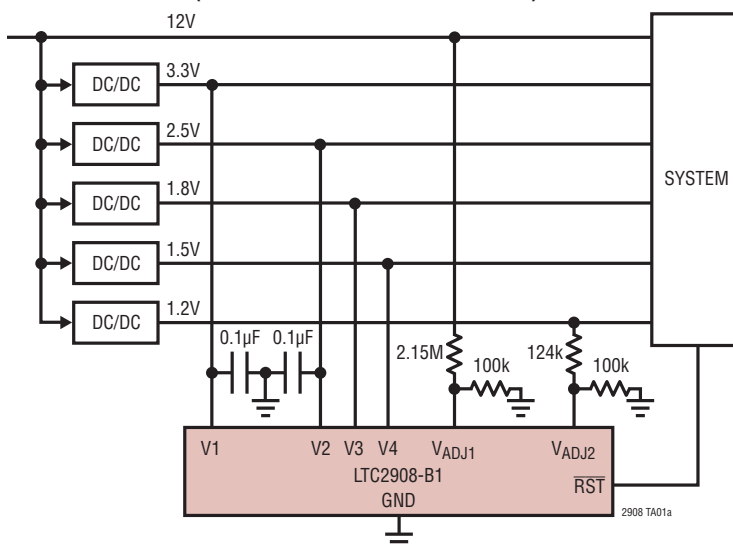 12V
DC/DC 3.3V
DC/DC 2.5V
DC/DC 1.8V
DC/DC 1.5V
DC/DC 1.2V
SYSTEM
0.1µF 0.1µF
2.15M 100k
124k 100k
V1 V2 V3 V4 VADJ1 VADJ2
LTC2908-B1
RST
GND
2908 TA01a